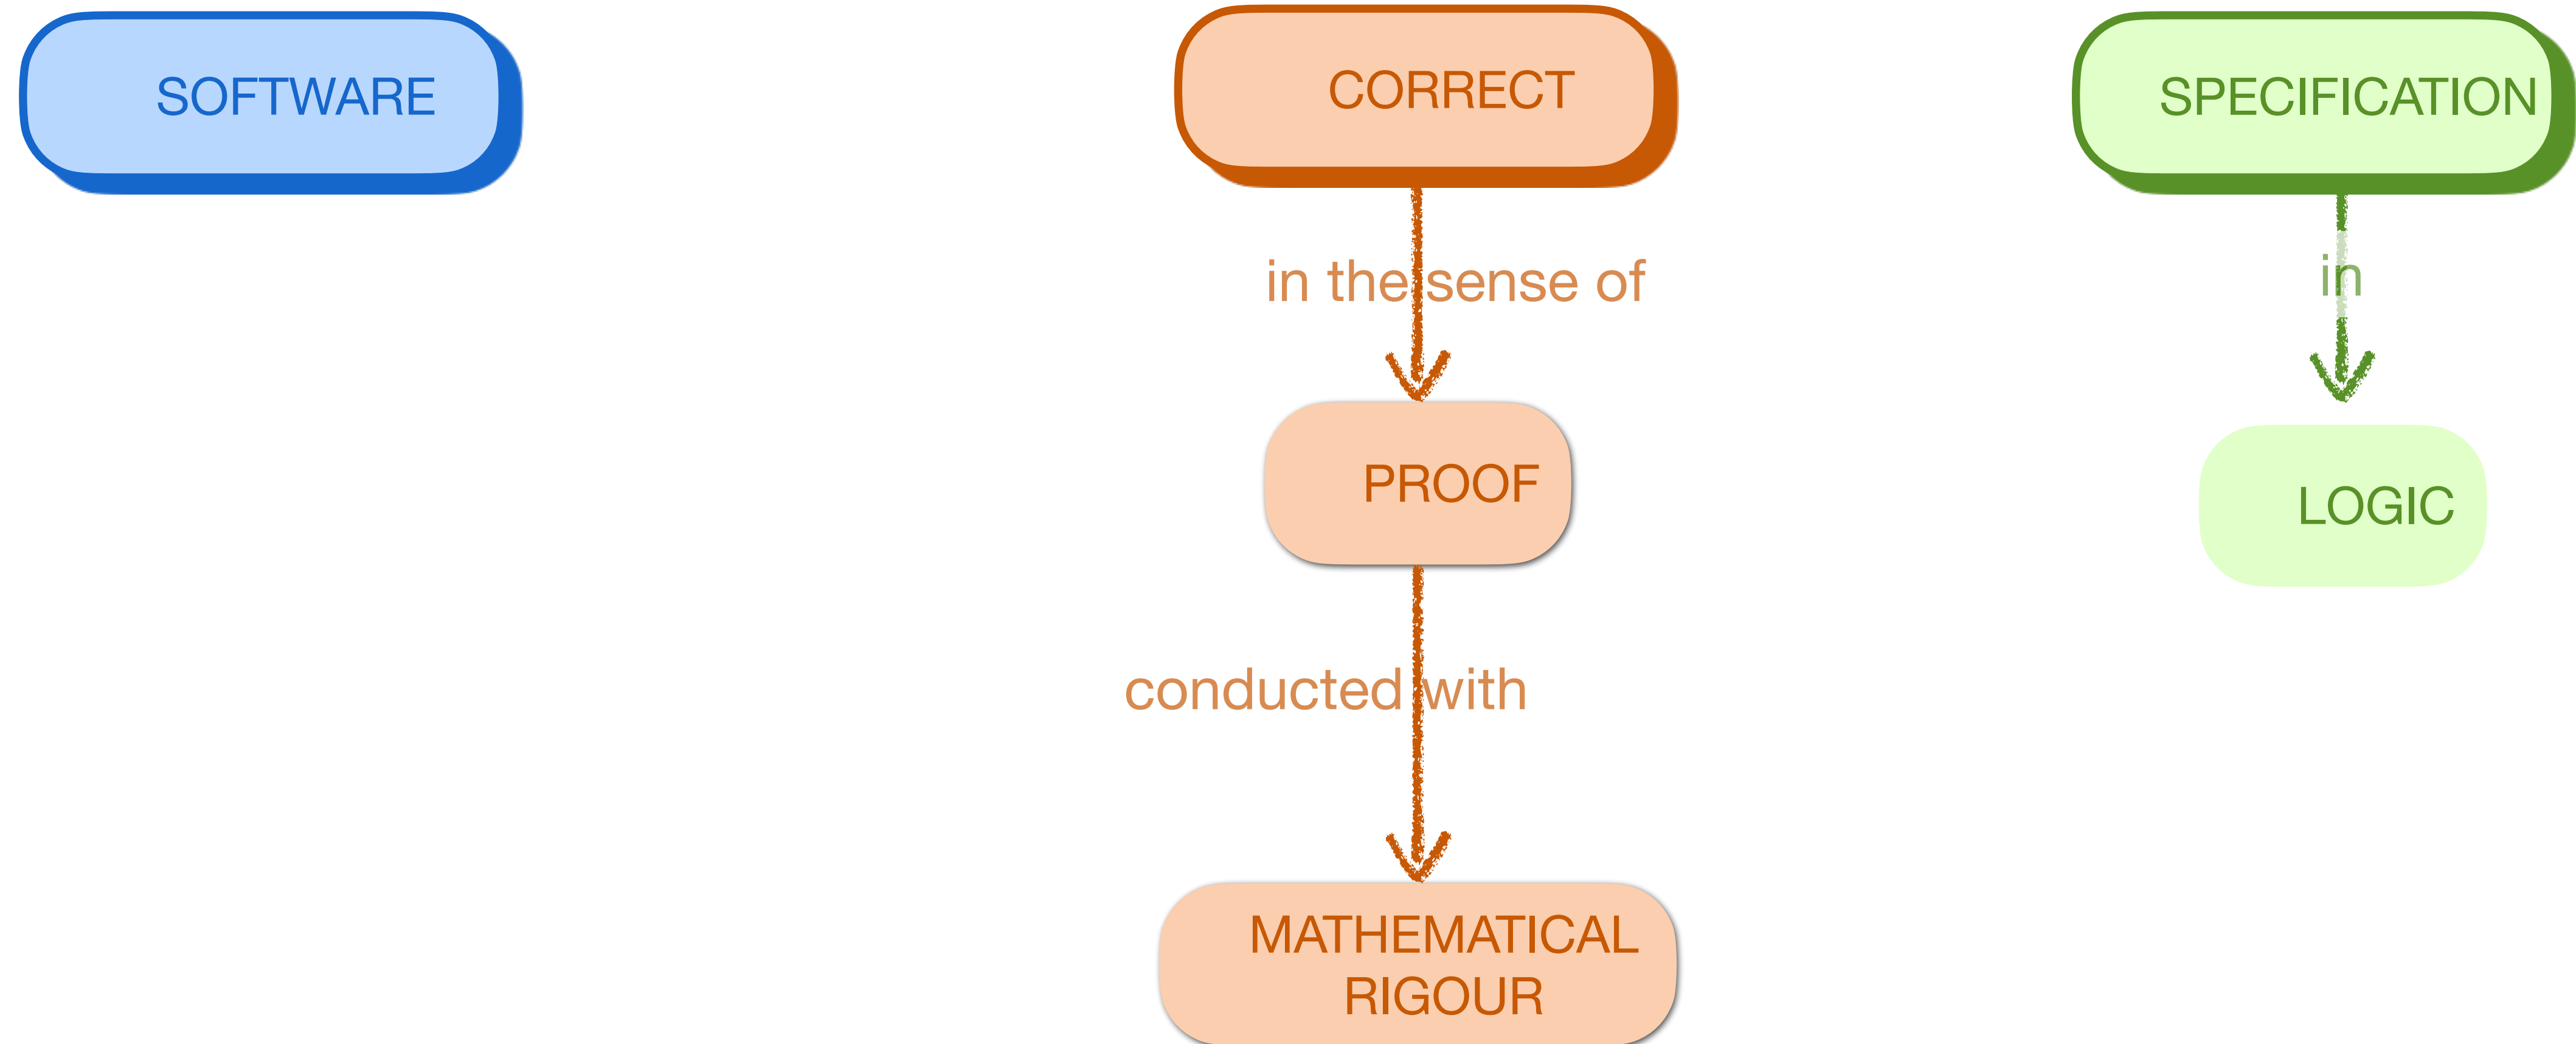 SOFTWARE
CORRECT
SPECIFICATION
in the sense of
in
PROOF
LOGIC
conducted with
MATHEMATICAL
RIGOUR